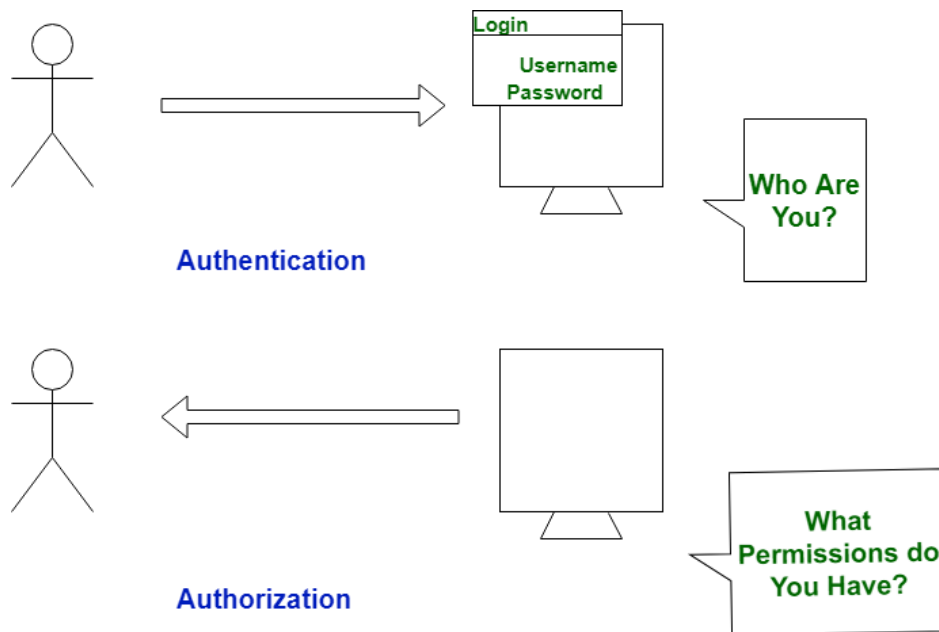 Login
Username
Password
Who Are
You?
Authentication
What
Permissions do
You Have?
Authorization